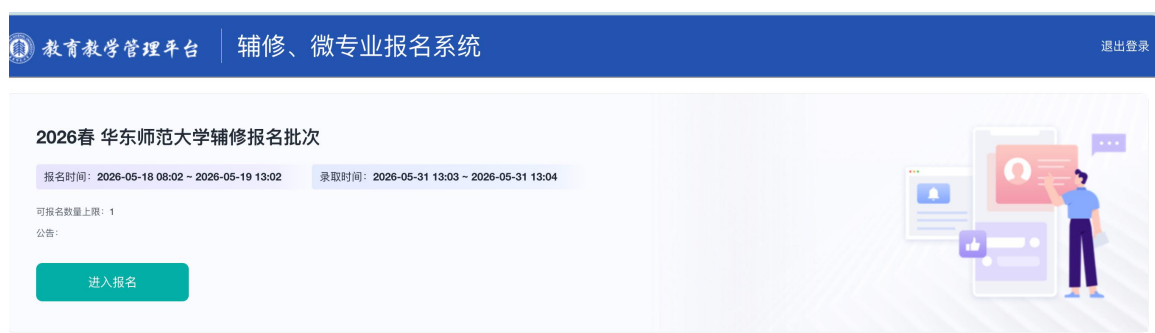 教育教学管理平台 辅修、微专业报名系统 退出登录
2026春 华东师范大学辅修报名批次
报名时间：2026-05-18 08:02 ~ 2026-05-19 13:02 录取时间：2026-05-31 13:03 ~ 2026-05-31 13:04
可报名数量上限：1
公告：
进入报名